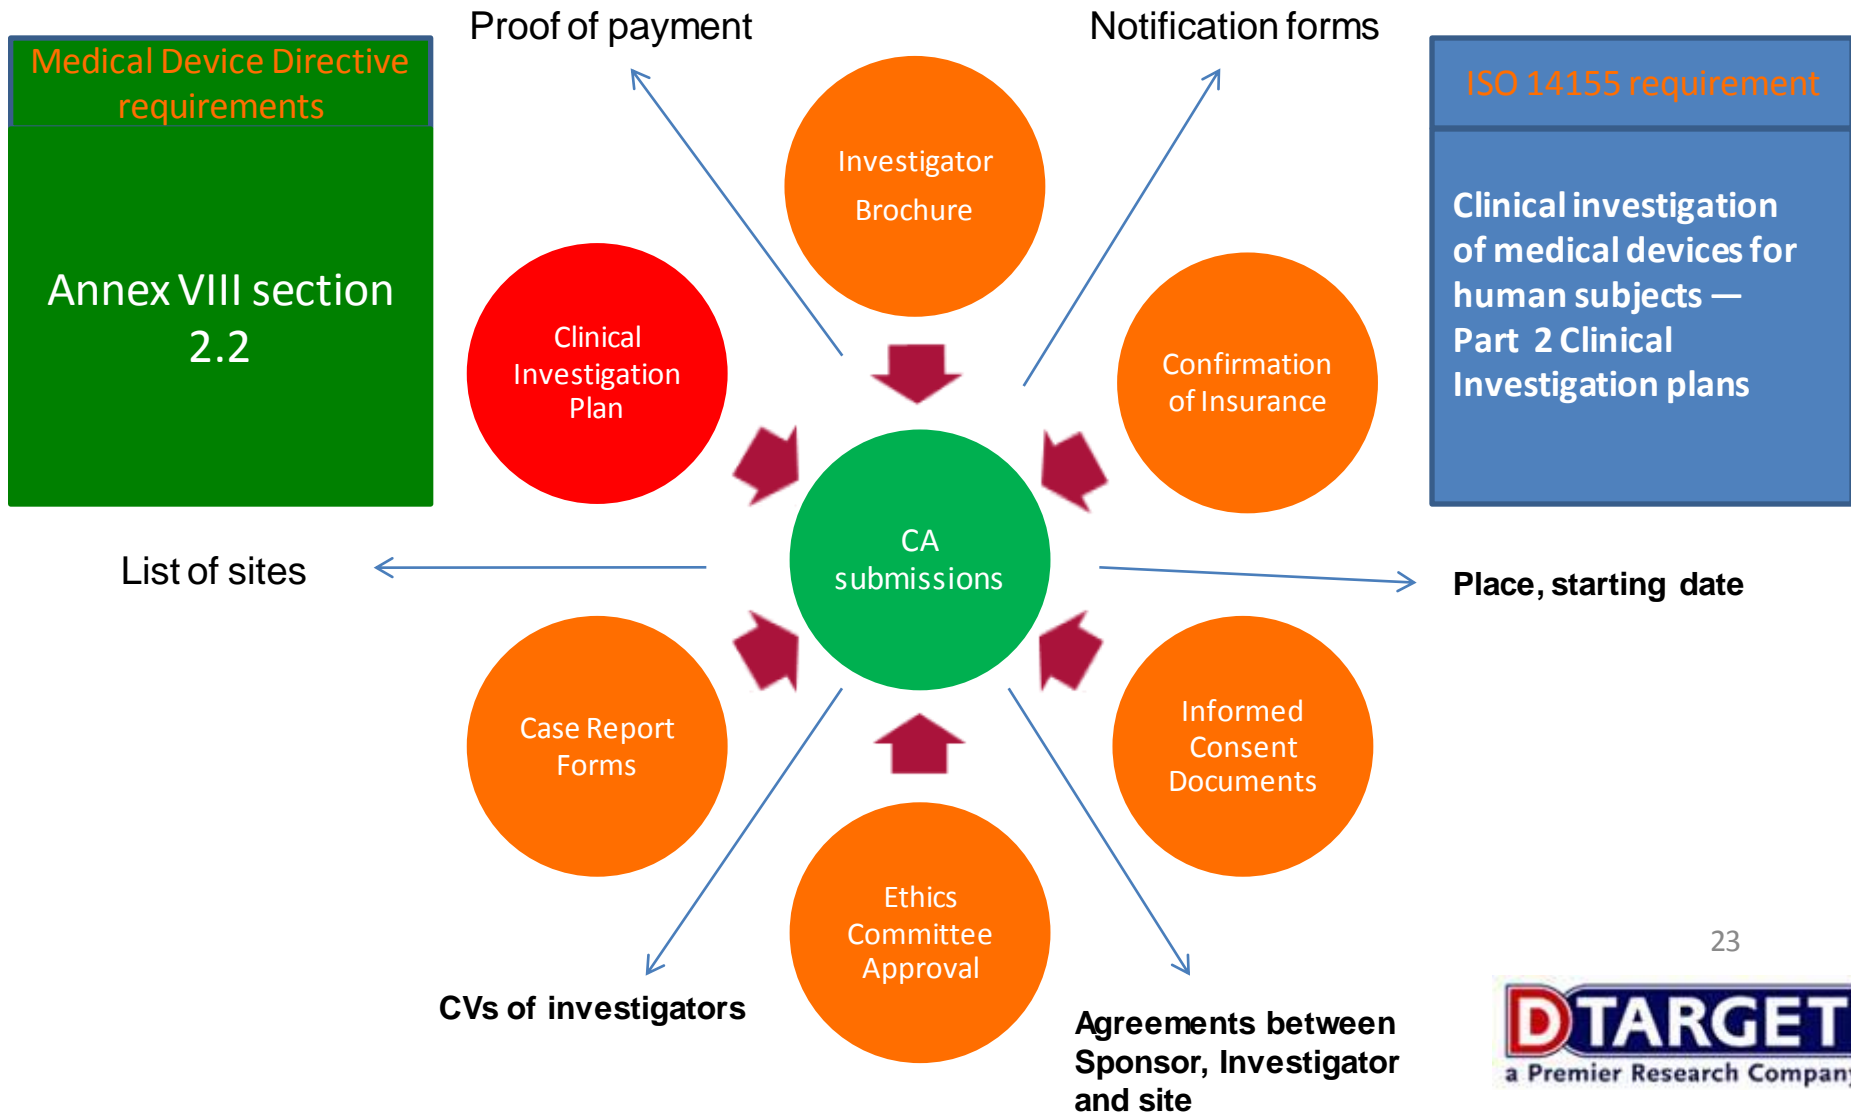 Proof of payment
Notification forms
Medical Device Directive
requirements
Annex VIII section
2.2
ISO 14155 requirement
Clinical investigation
of medical devices for
human subjects —
Part 2 Clinical
Investigation plans
Investigator
Brochure
Clinical
Investigation
Plan
Confirmation
of Insurance
CA
submissions
List of sites
Place, starting date
Case Report
Forms
Informed
Consent
Documents
Ethics
Committee
Approval
CVs of investigators
Agreements between
Sponsor, Investigator
and site
23
DTARGET
a Premier Research Company